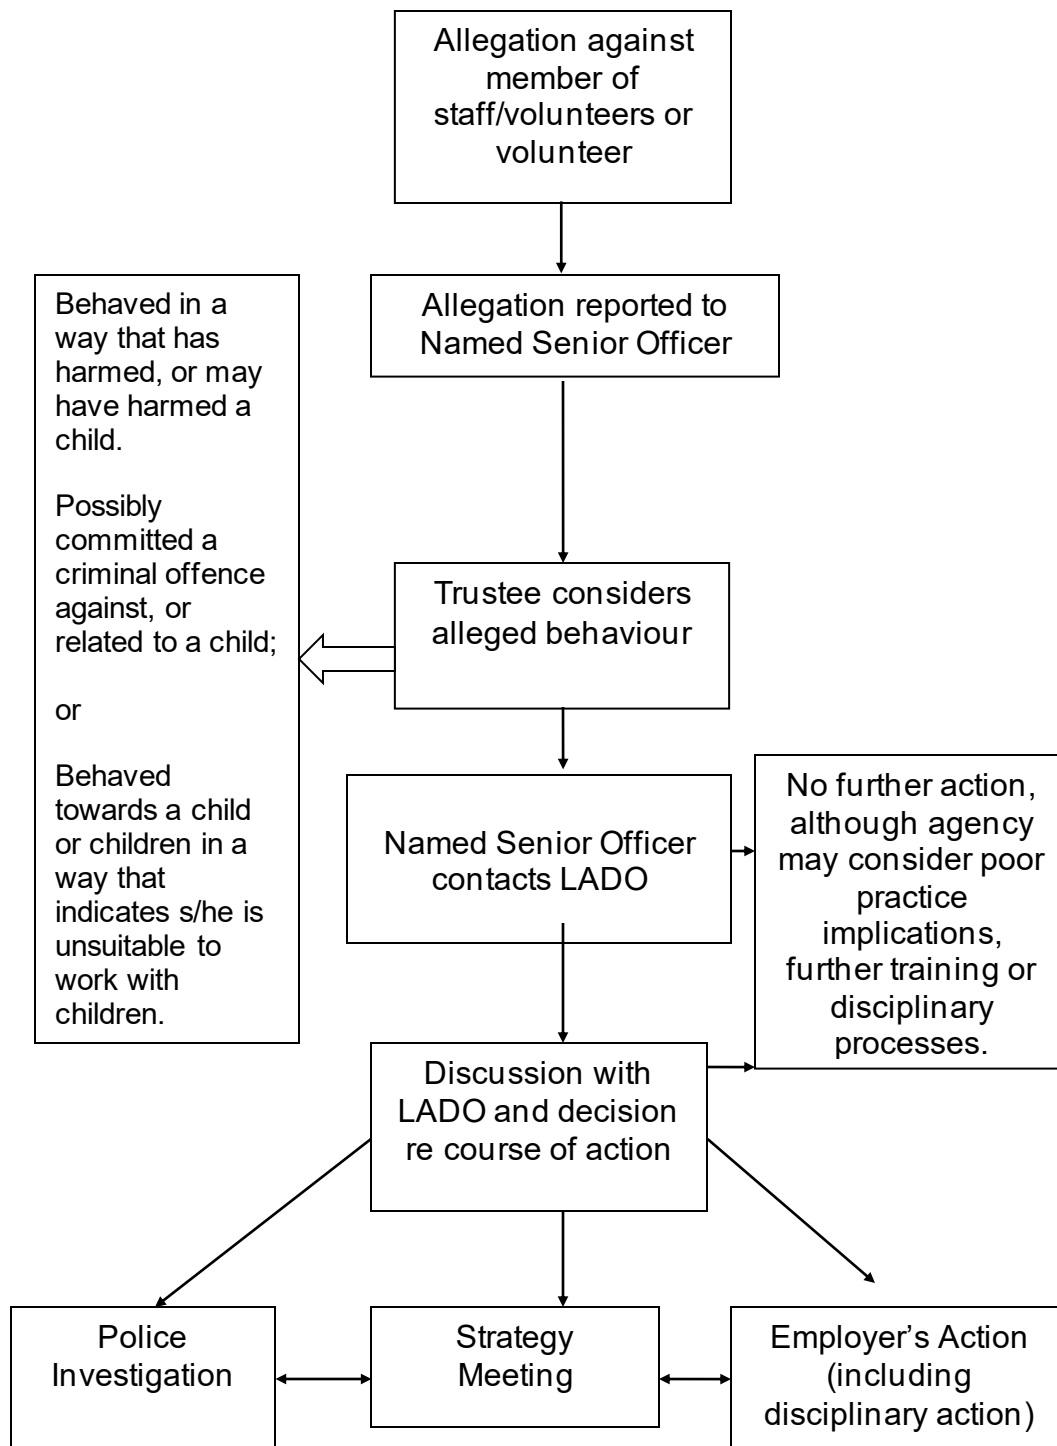 Allegation against
member of
staff/volunteers or
volunteer
Allegation reported to
Named Senior Officer
Behaved in a
way that has
harmed, or may
have harmed a
child.
Possibly
committed a
criminal offence
against, or
related to a child;
or
Behaved
towards a child
or children in a
way that
indicates s/he is
unsuitable to
work with
children.
Trustee considers
alleged behaviour
Named Senior Officer
contacts LADO
No further action,
although agency
may consider poor
practice
implications,
further training or
disciplinary
processes.
Discussion with
LADO and decision
re course of action
Police
Investigation
Strategy
Meeting
Employer’s Action
(including
disciplinary action)